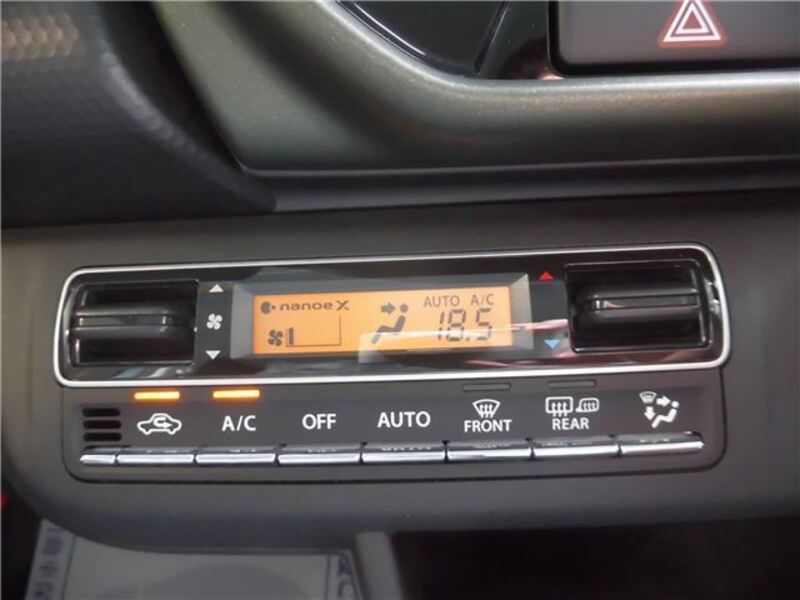 nanoe X
AUTO A/C
18.5
A/C OFF AUTO FRONT REAR